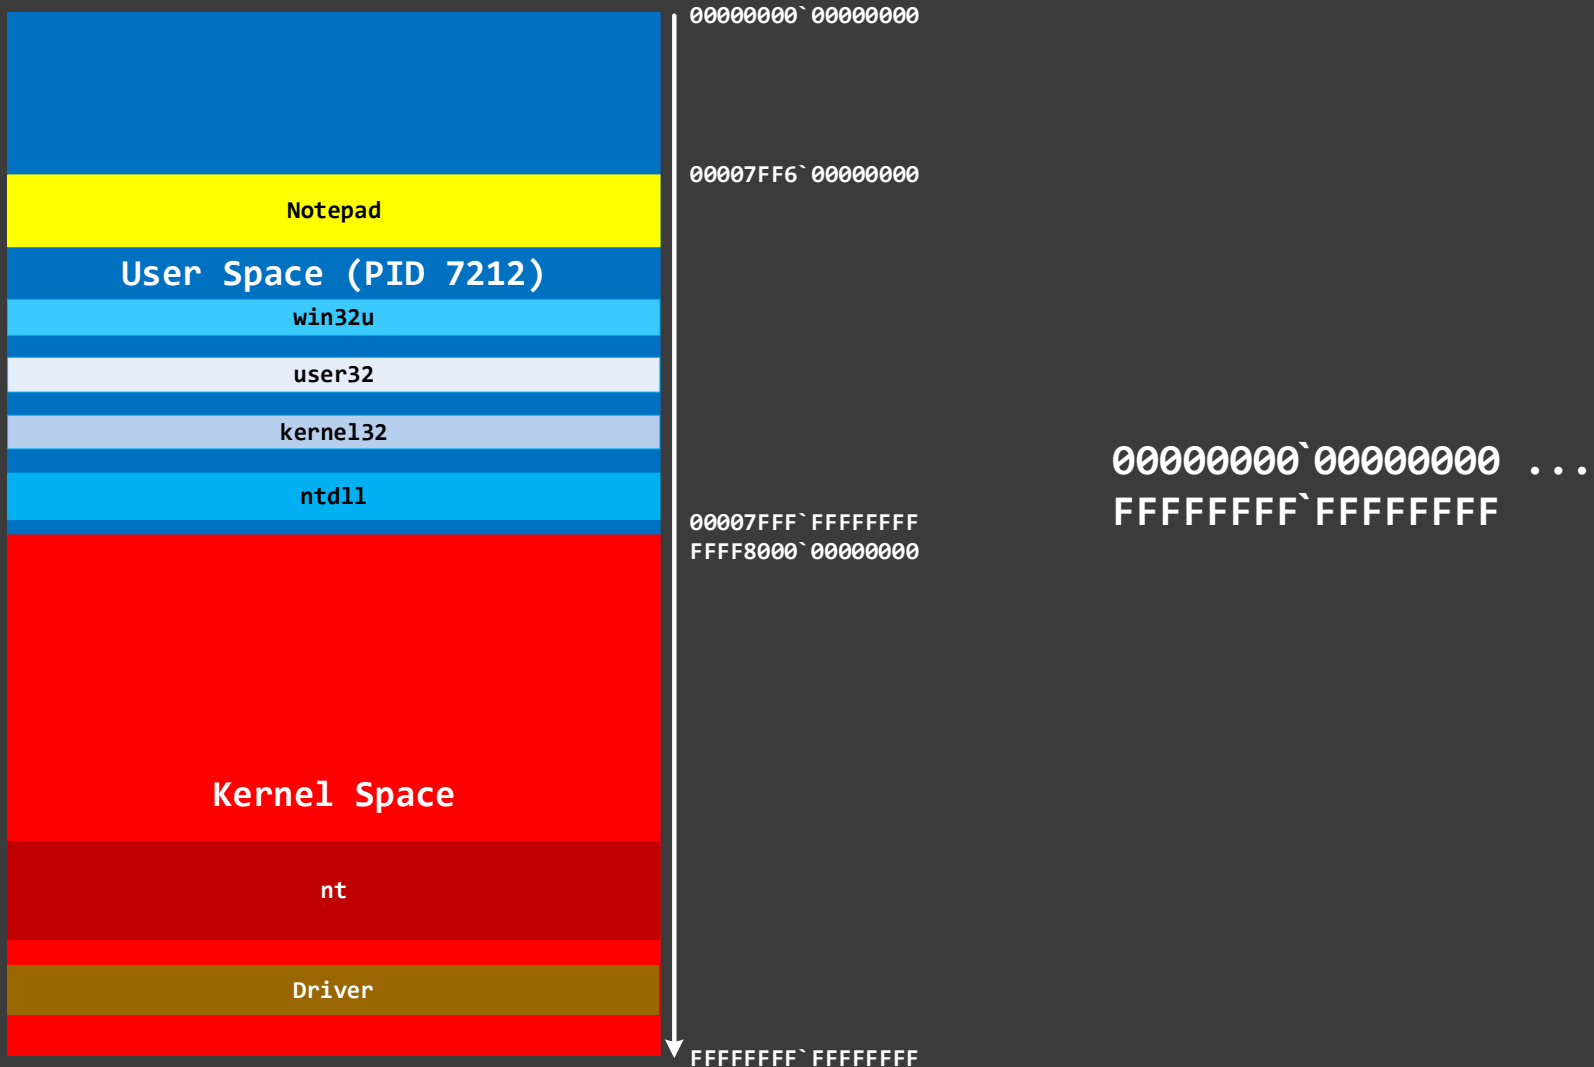 00000000`00000000
00007FF6`00000000
Notepad
User Space (PID 7212)
win32u
user32
kernel32
ntdll
00007FFF`FFFFFFFF
FFFF8000`00000000
Kernel Space
nt
Driver
FFFFFFFF`FFFFFFFF
00000000`00000000 ...
FFFFFFFF`FFFFFFFF